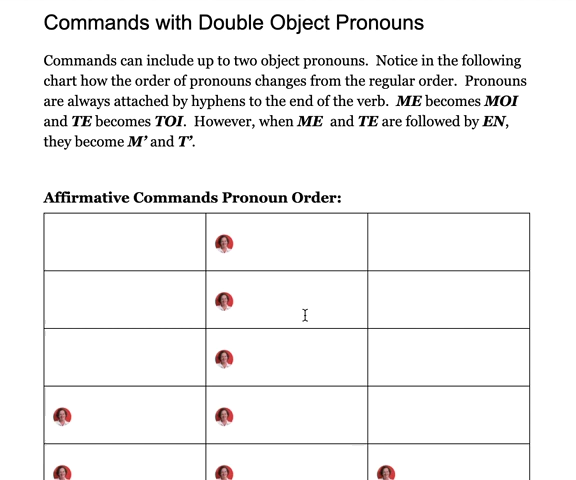 Commands with Double Object Pronouns
Commands can include up to two object pronouns.  Notice in the following
chart how the order of pronouns changes from the regular order.  Pronouns
are always attached by hyphens to the end of the verb.  ME becomes MOI
and TE becomes TOI.  However, when ME  and TE are followed by EN,
they become M’ and T’.
Affirmative Commands Pronoun Order: